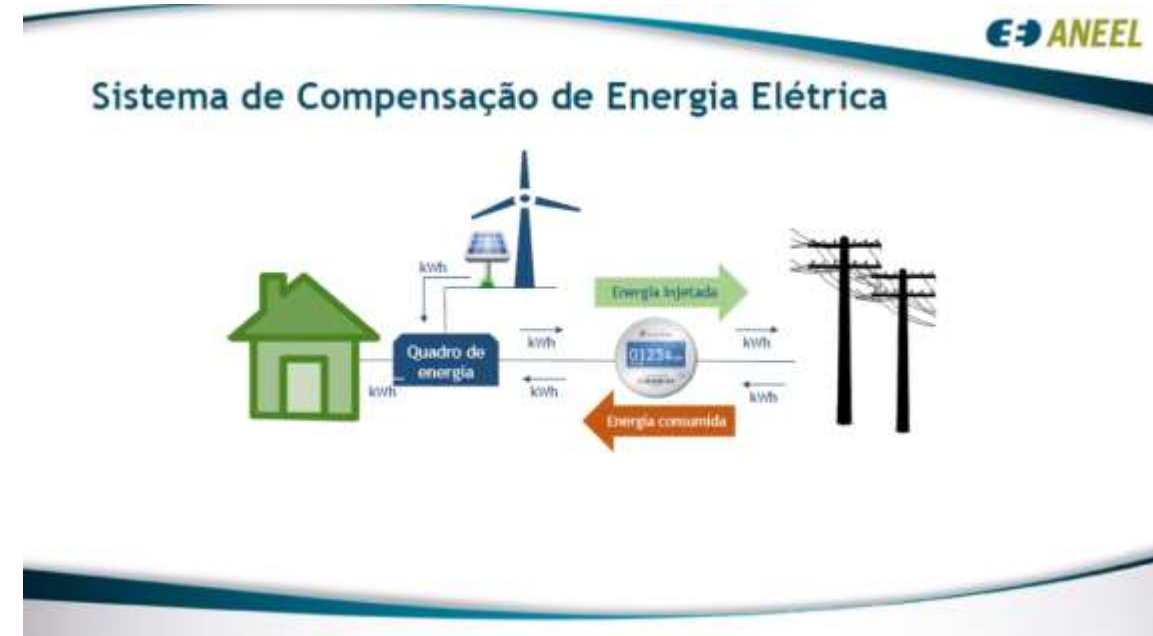 ANEEL
Sistema de Compensação de Energia Elétrica
kWh
Energia Injetada
Quadro de
energia
kWh
kWh
01234
kWh
kWh
kWh
Energia consumida